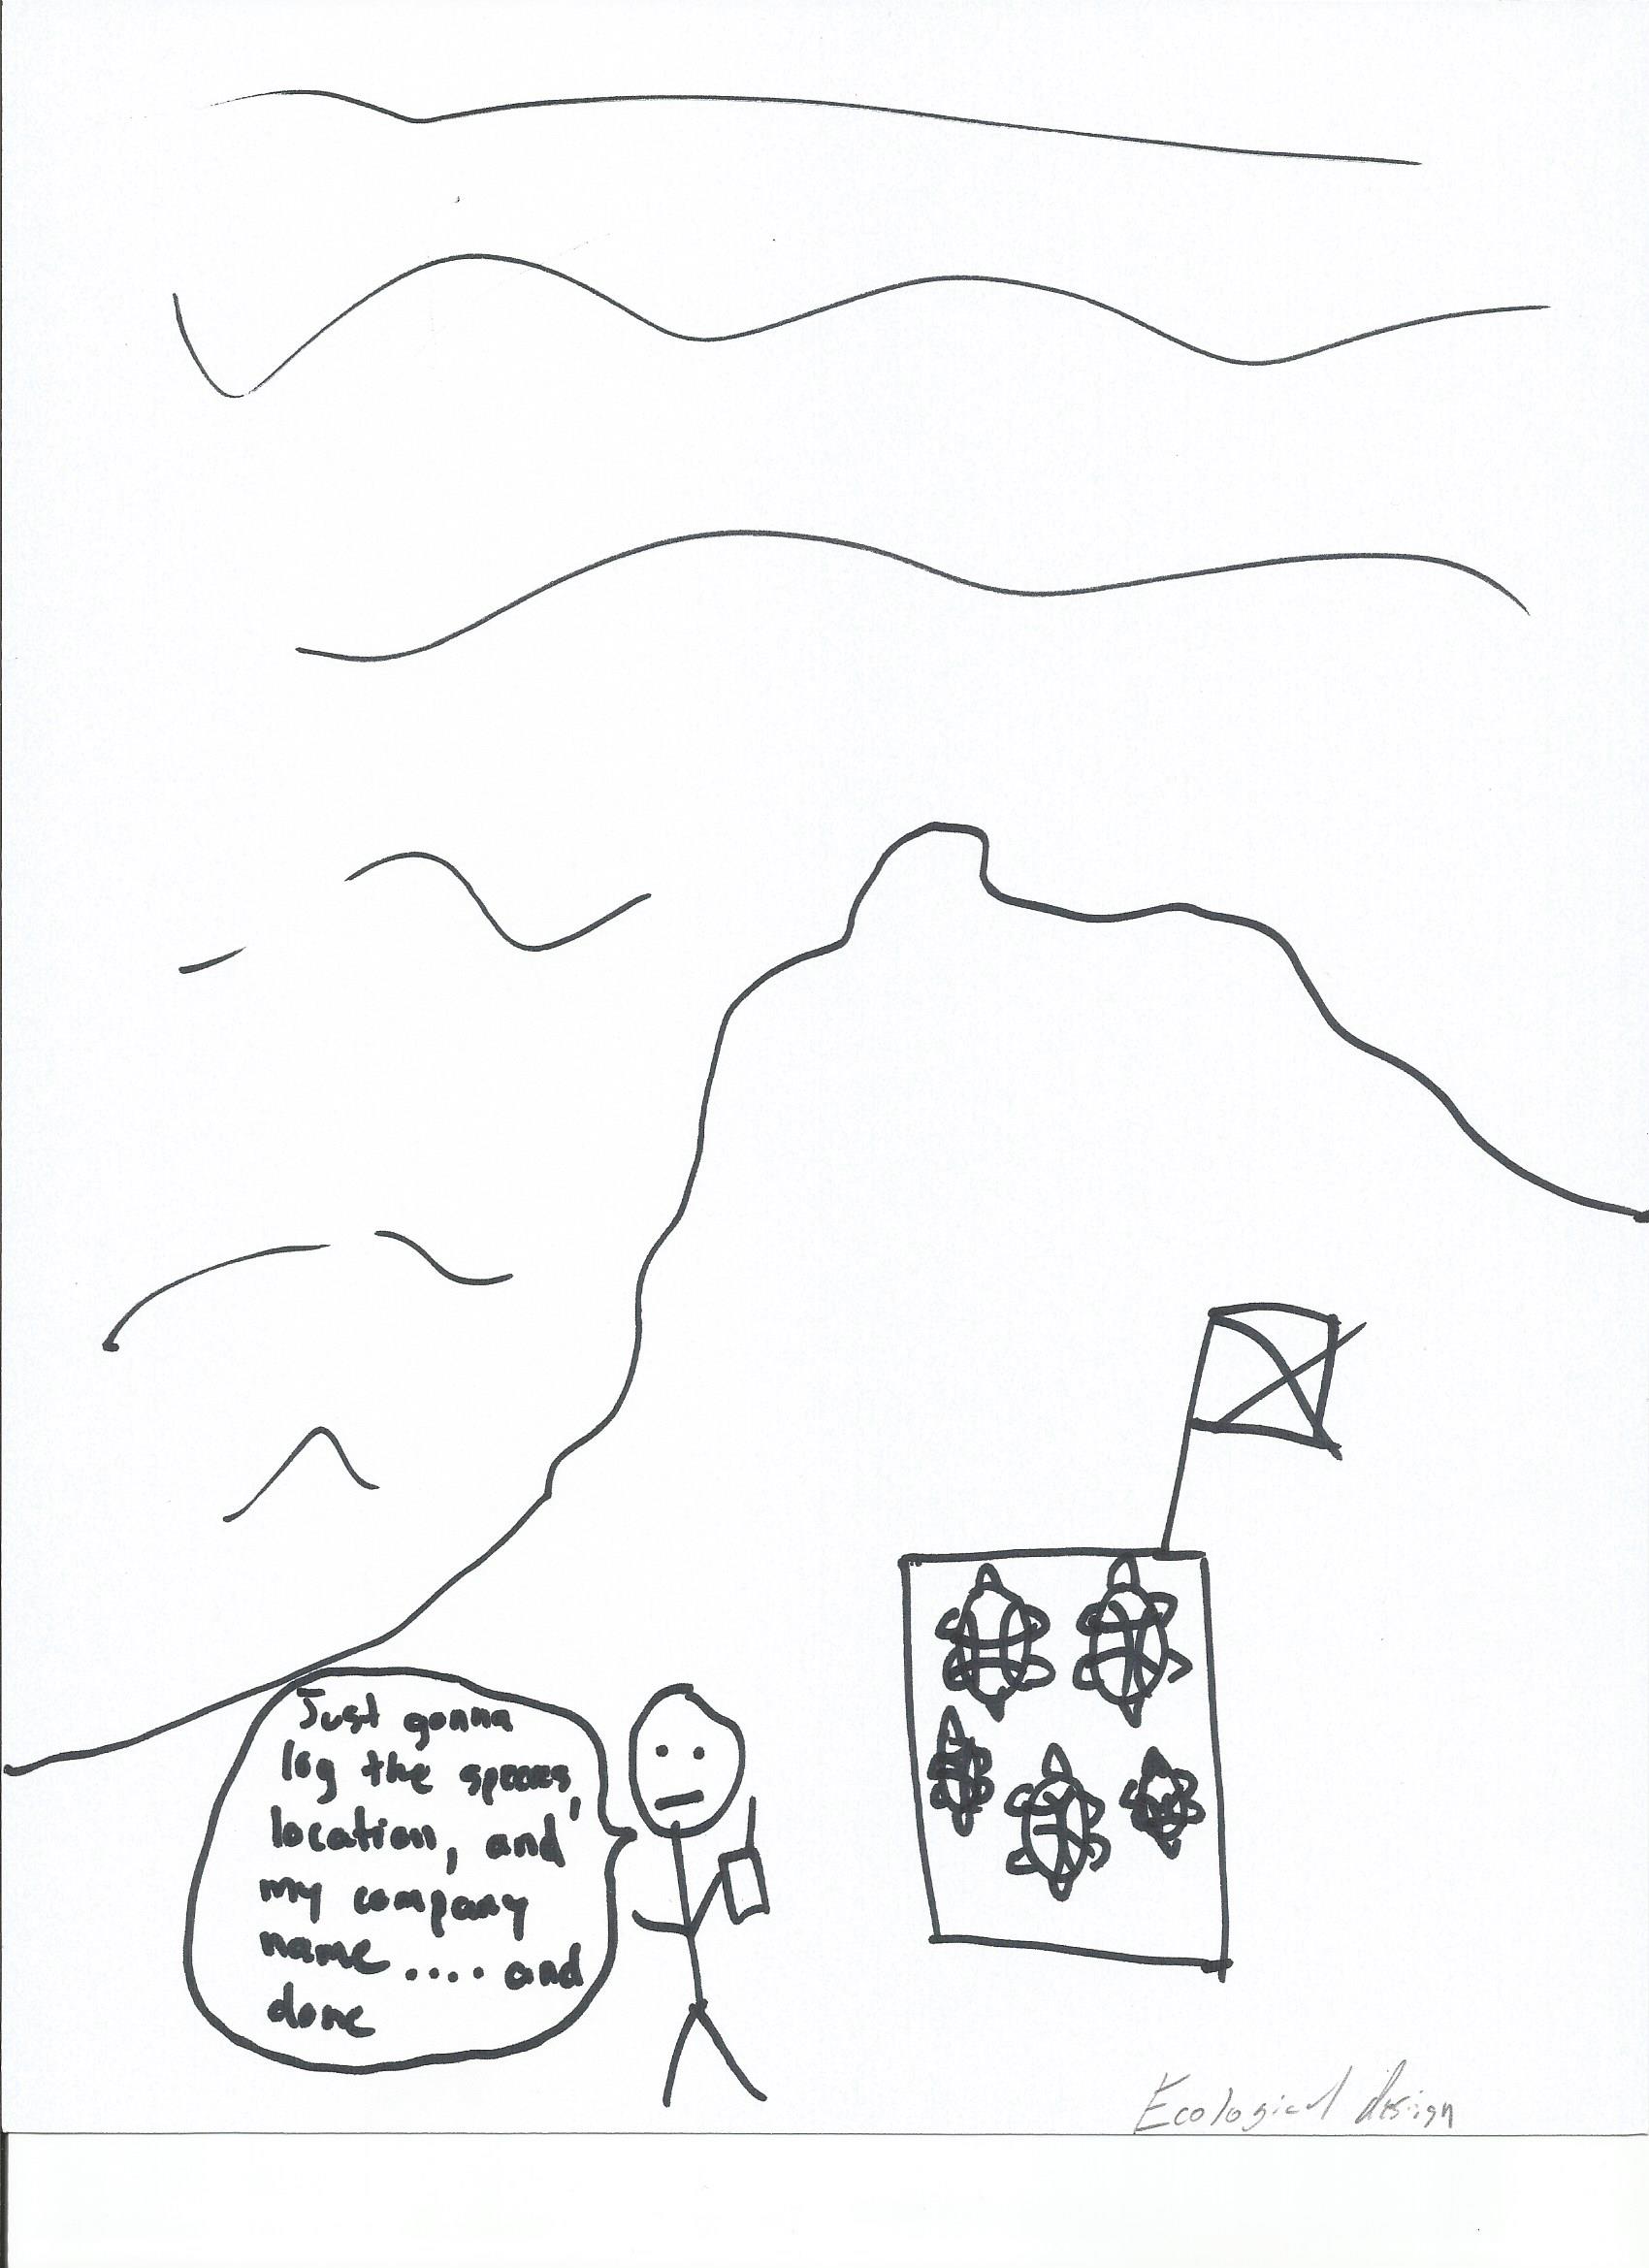 Just gonna
log the species,
location, and
my company
name .... and
done
Ecological design